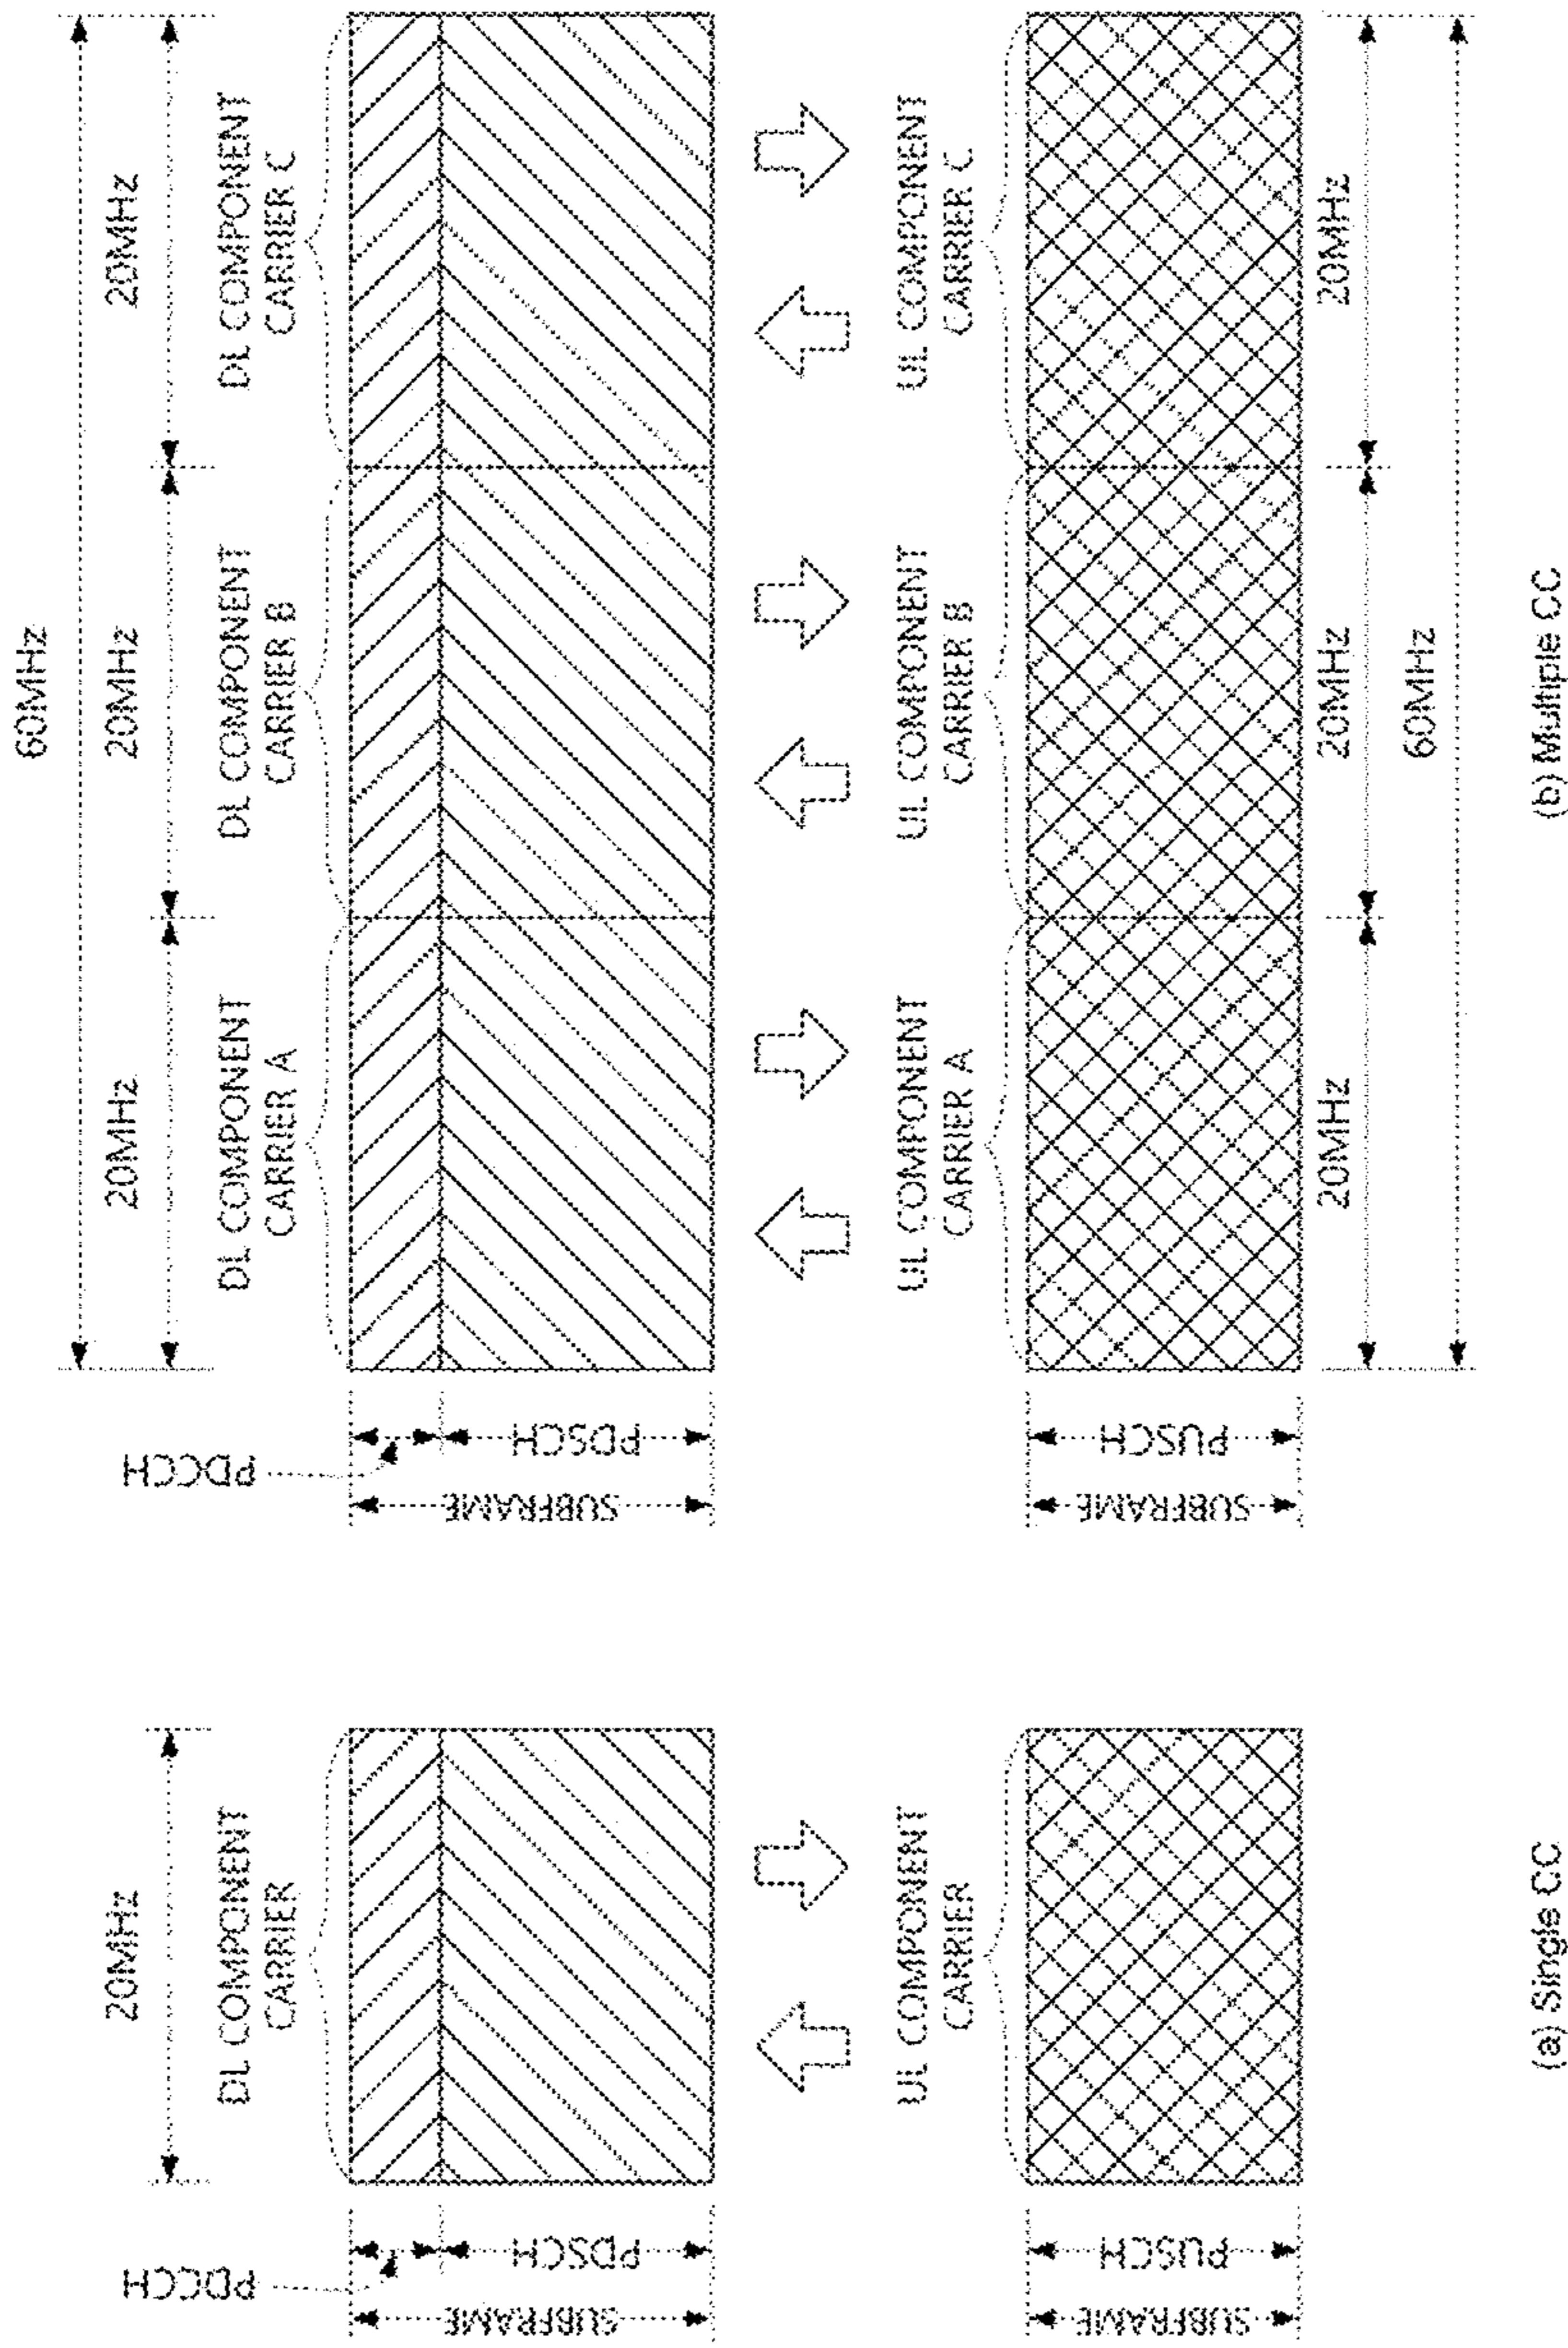 20MHz
DL COMPONENT
CARRIER
PDCCH
PDSCH
SUBFRAME
UL COMPONENT
CARRIER
PUSCH
SUBFRAME
(a) Single CC
60MHz
20MHz
20MHz
20MHz
DL COMPONENT
CARRIER A
DL COMPONENT
CARRIER B
DL COMPONENT
CARRIER C
PDCCH
PDSCH
SUBFRAME
UL COMPONENT
CARRIER A
UL COMPONENT
CARRIER B
UL COMPONENT
CARRIER C
PUSCH
SUBFRAME
20MHz
20MHz
20MHz
60MHz
(b) Multiple CC